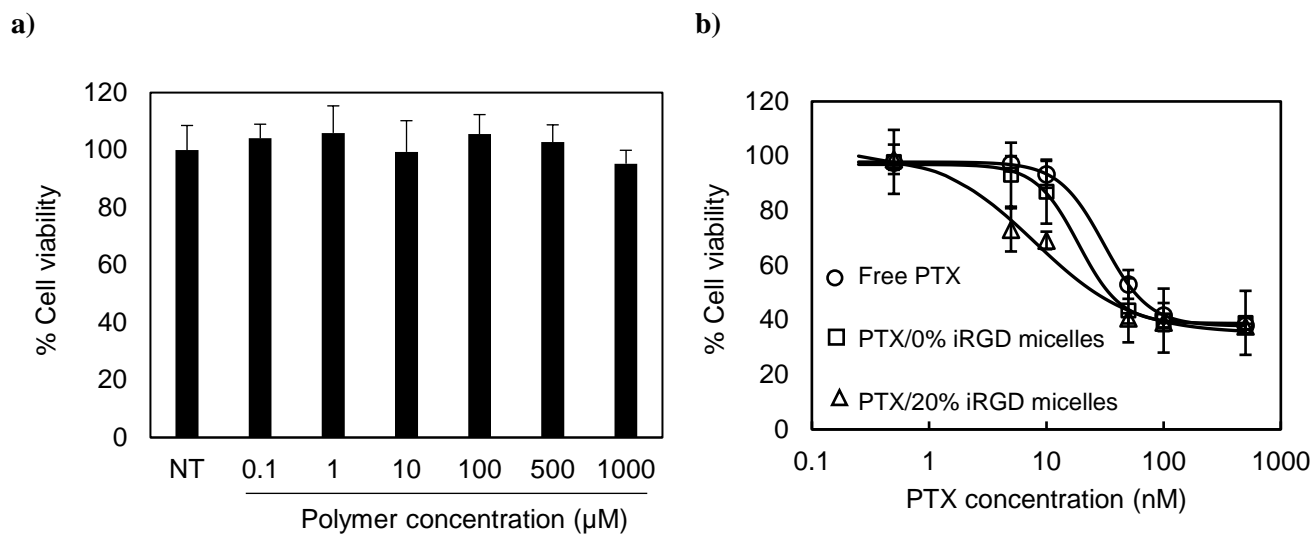 a)
120
100
80
60
40
20
0
% Cell viability
NT 0.1 1 10 100 500 1000
Polymer concentration (µM)
b)
120
100
80
60
40
20
0
% Cell viability
Free PTX
PTX/0% iRGD micelles
PTX/20% iRGD micelles
0.1 1 10 100 1000
PTX concentration (nM)